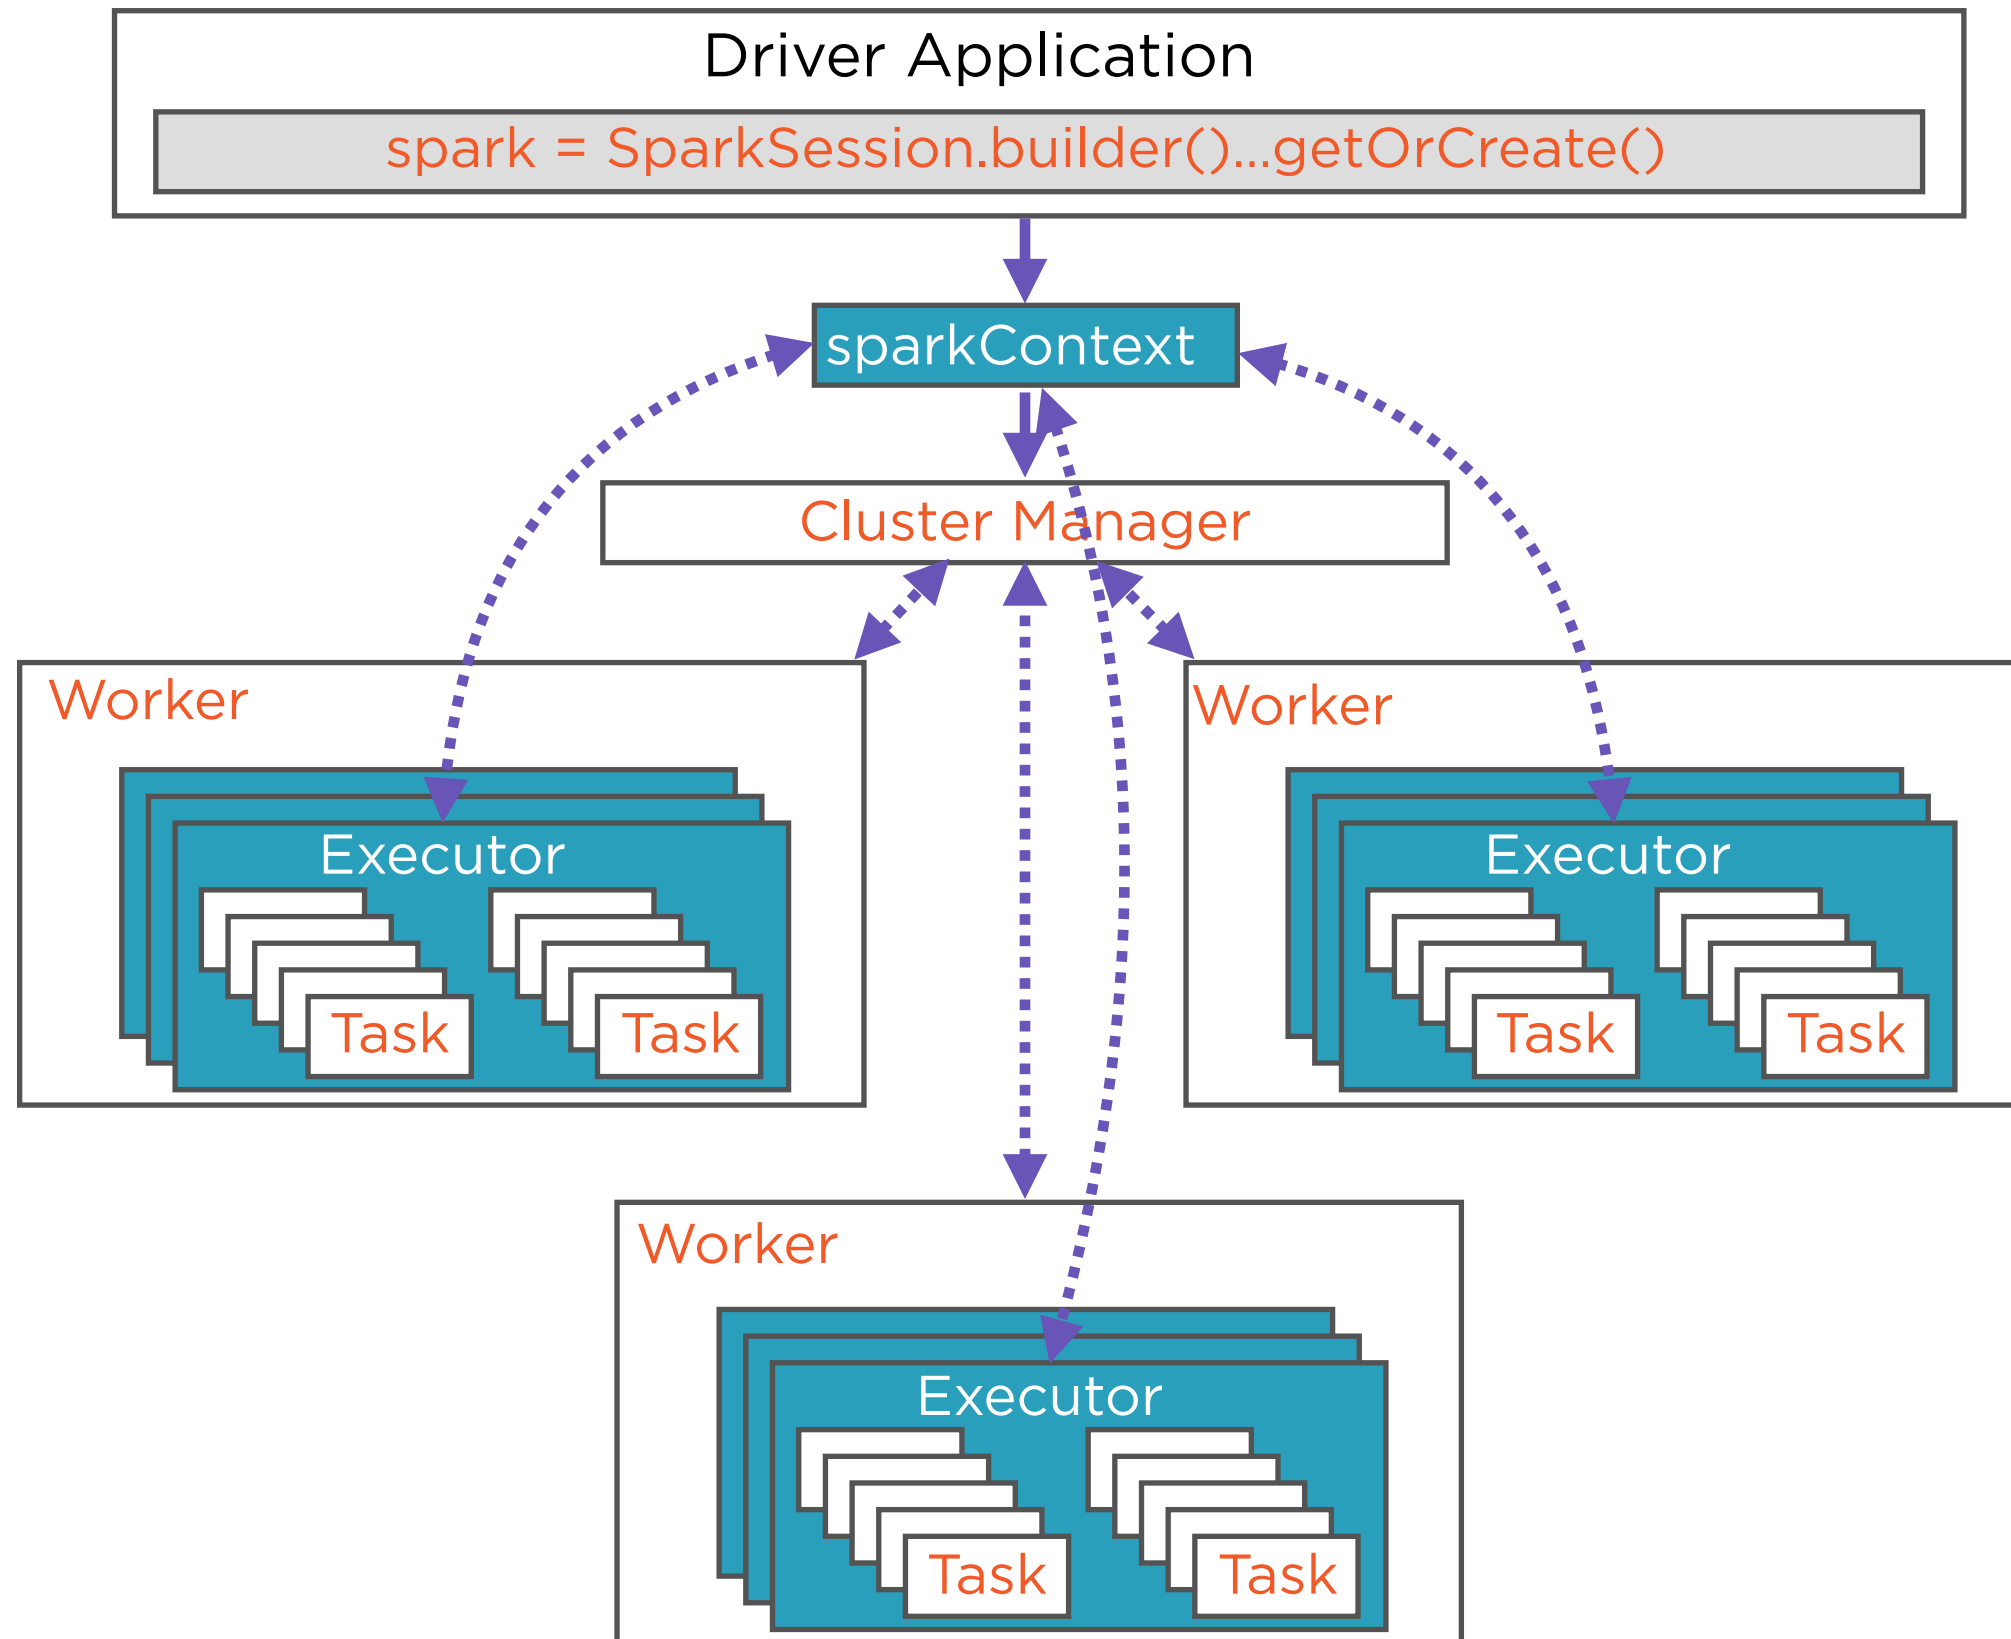 Driver Application
spark = SparkSession.builder()...getOrCreate()
sparkContext
Cluster Manager
Worker
Executor
Task Task
Worker
Executor
Task Task
Worker
Executor
Task Task